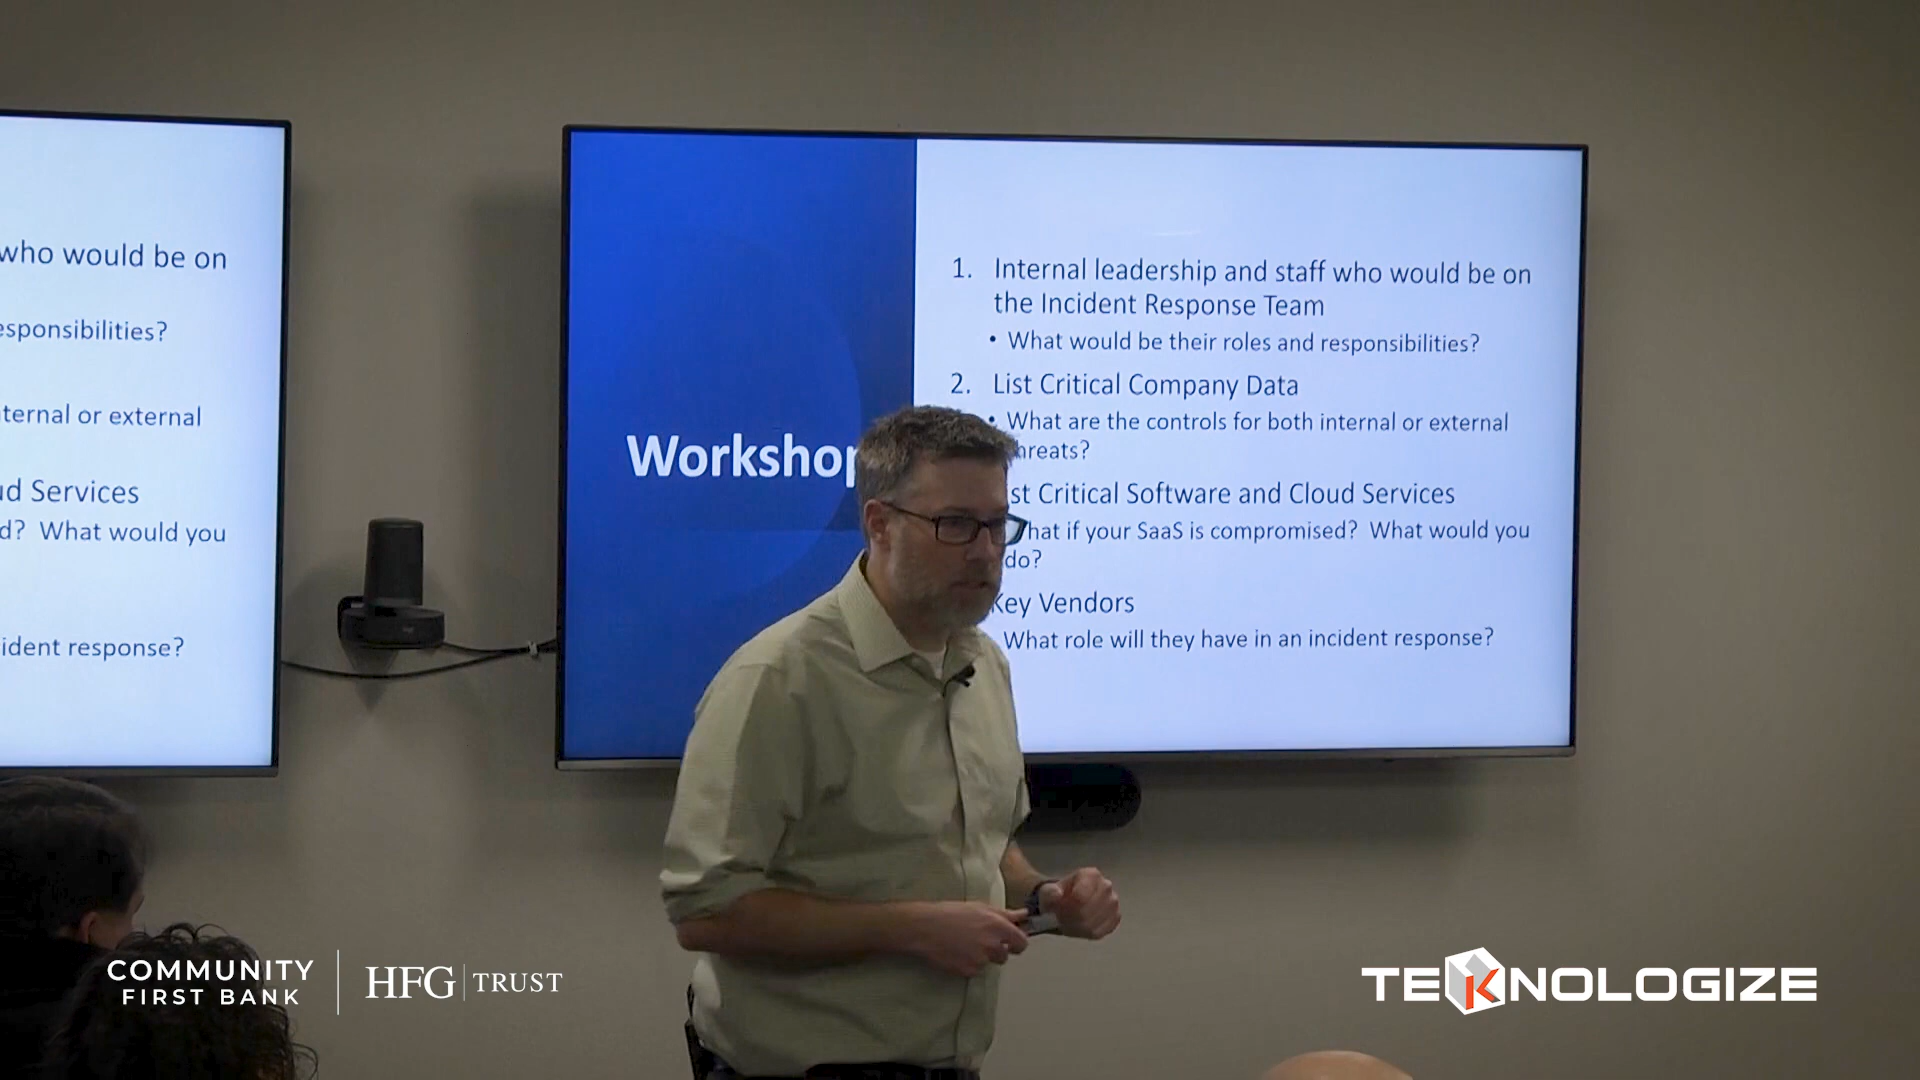 who would be on
esponsibilities?
ternal or external
d Services
d? What would you
ident response?
Workshop
1. Internal leadership and staff who would be on
the Incident Response Team
• What would be their roles and responsibilities?
2. List Critical Company Data
• What are the controls for both internal or external
hreats?
st Critical Software and Cloud Services
hat if your SaaS is compromised? What would you
do?
Key Vendors
What role will they have in an incident response?
COMMUNITY
FIRST BANK
HFG TRUST
TEKNOLOGIZE